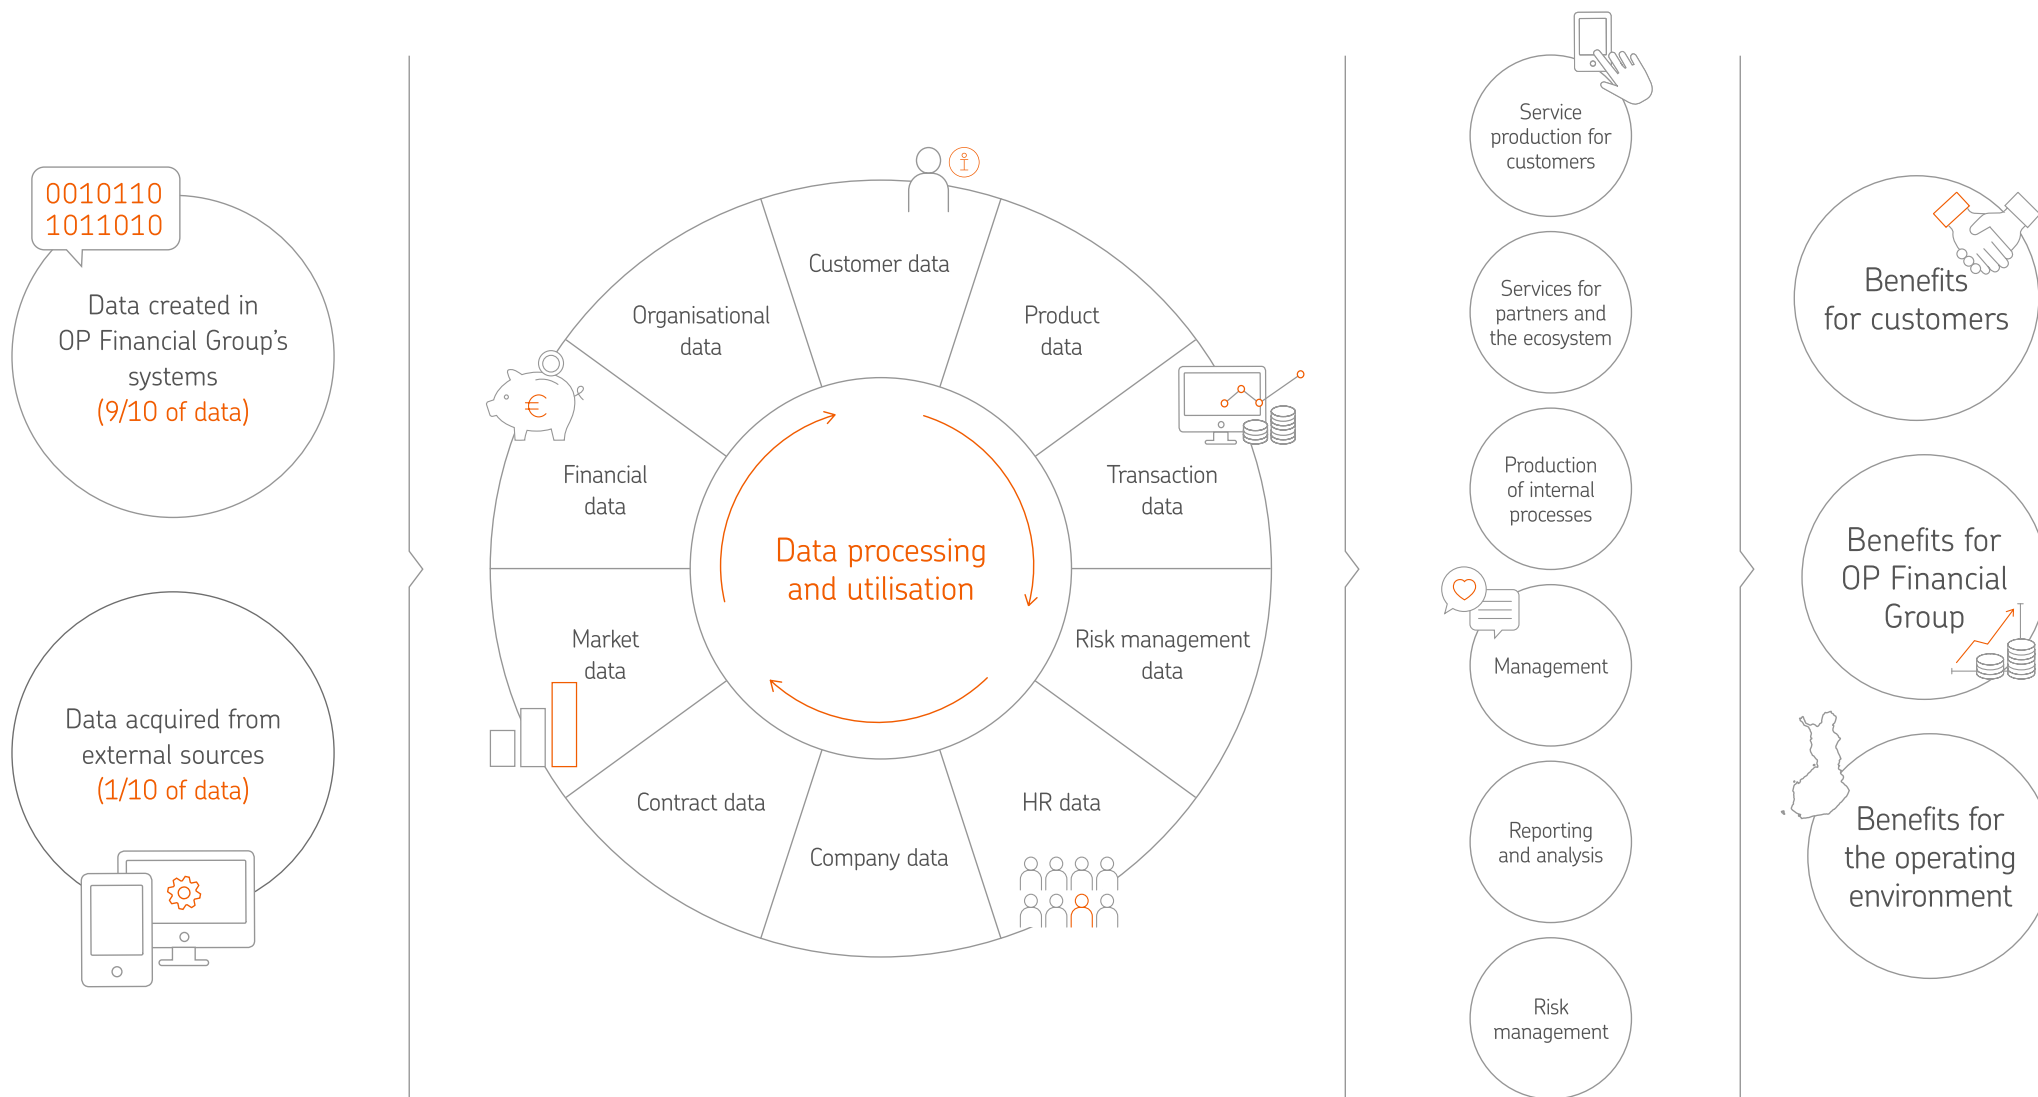 0010110
1011010
Data created in
OP Financial Group’s
systems
(9/10 of data)
Data acquired from
external sources
(1/10 of data)
Customer data
Product
data
Transaction
data
Risk management
data
HR data
Company data
Contract data
Market
data
Financial
data
Organisational
data
€
i
Data processing
and utilisation
Service
production for
customers
Services for
partners and
the ecosystem
Production
of internal
processes
Management
Reporting
and analysis
Risk
management
Benefits
for customers
Benefits for
OP Financial
Group
Benefits for
the operating
environment